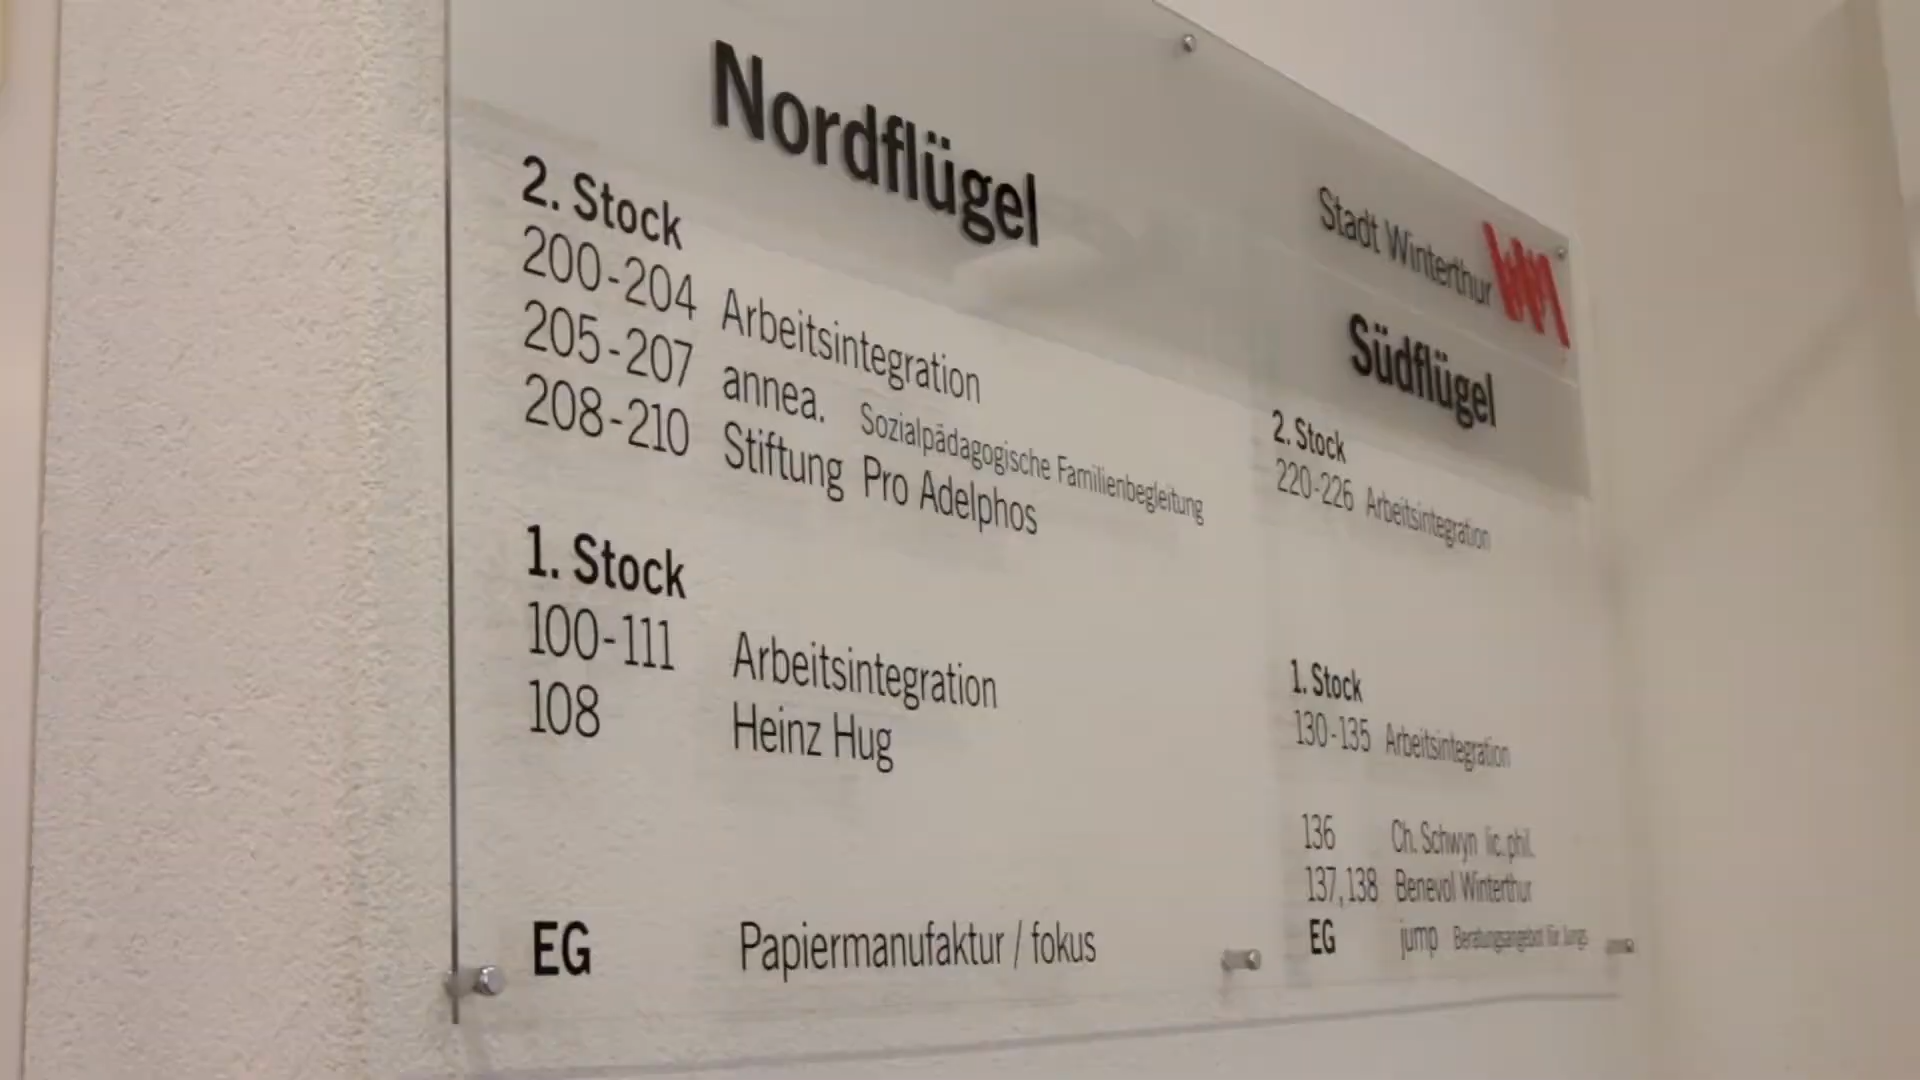 Nordflügel
2. Stock
200-204 Arbeitsintegration
205-207 annea. Sozialpädagogische Familienbegleitung
208-210 Stiftung Pro Adelphos
1. Stock
100-111 Arbeitsintegration
108 Heinz Hug
EG Papiermanufaktur / fokus
Stadt Winterthur
Südflügel
2. Stock
220-226 Arbeitsintegration
1. Stock
130-135 Arbeitsintegration
136 Ch. Schwyn lic. phil.
137, 138 Benevol Winterthur
EG jump Beratungsangebot für Jungs